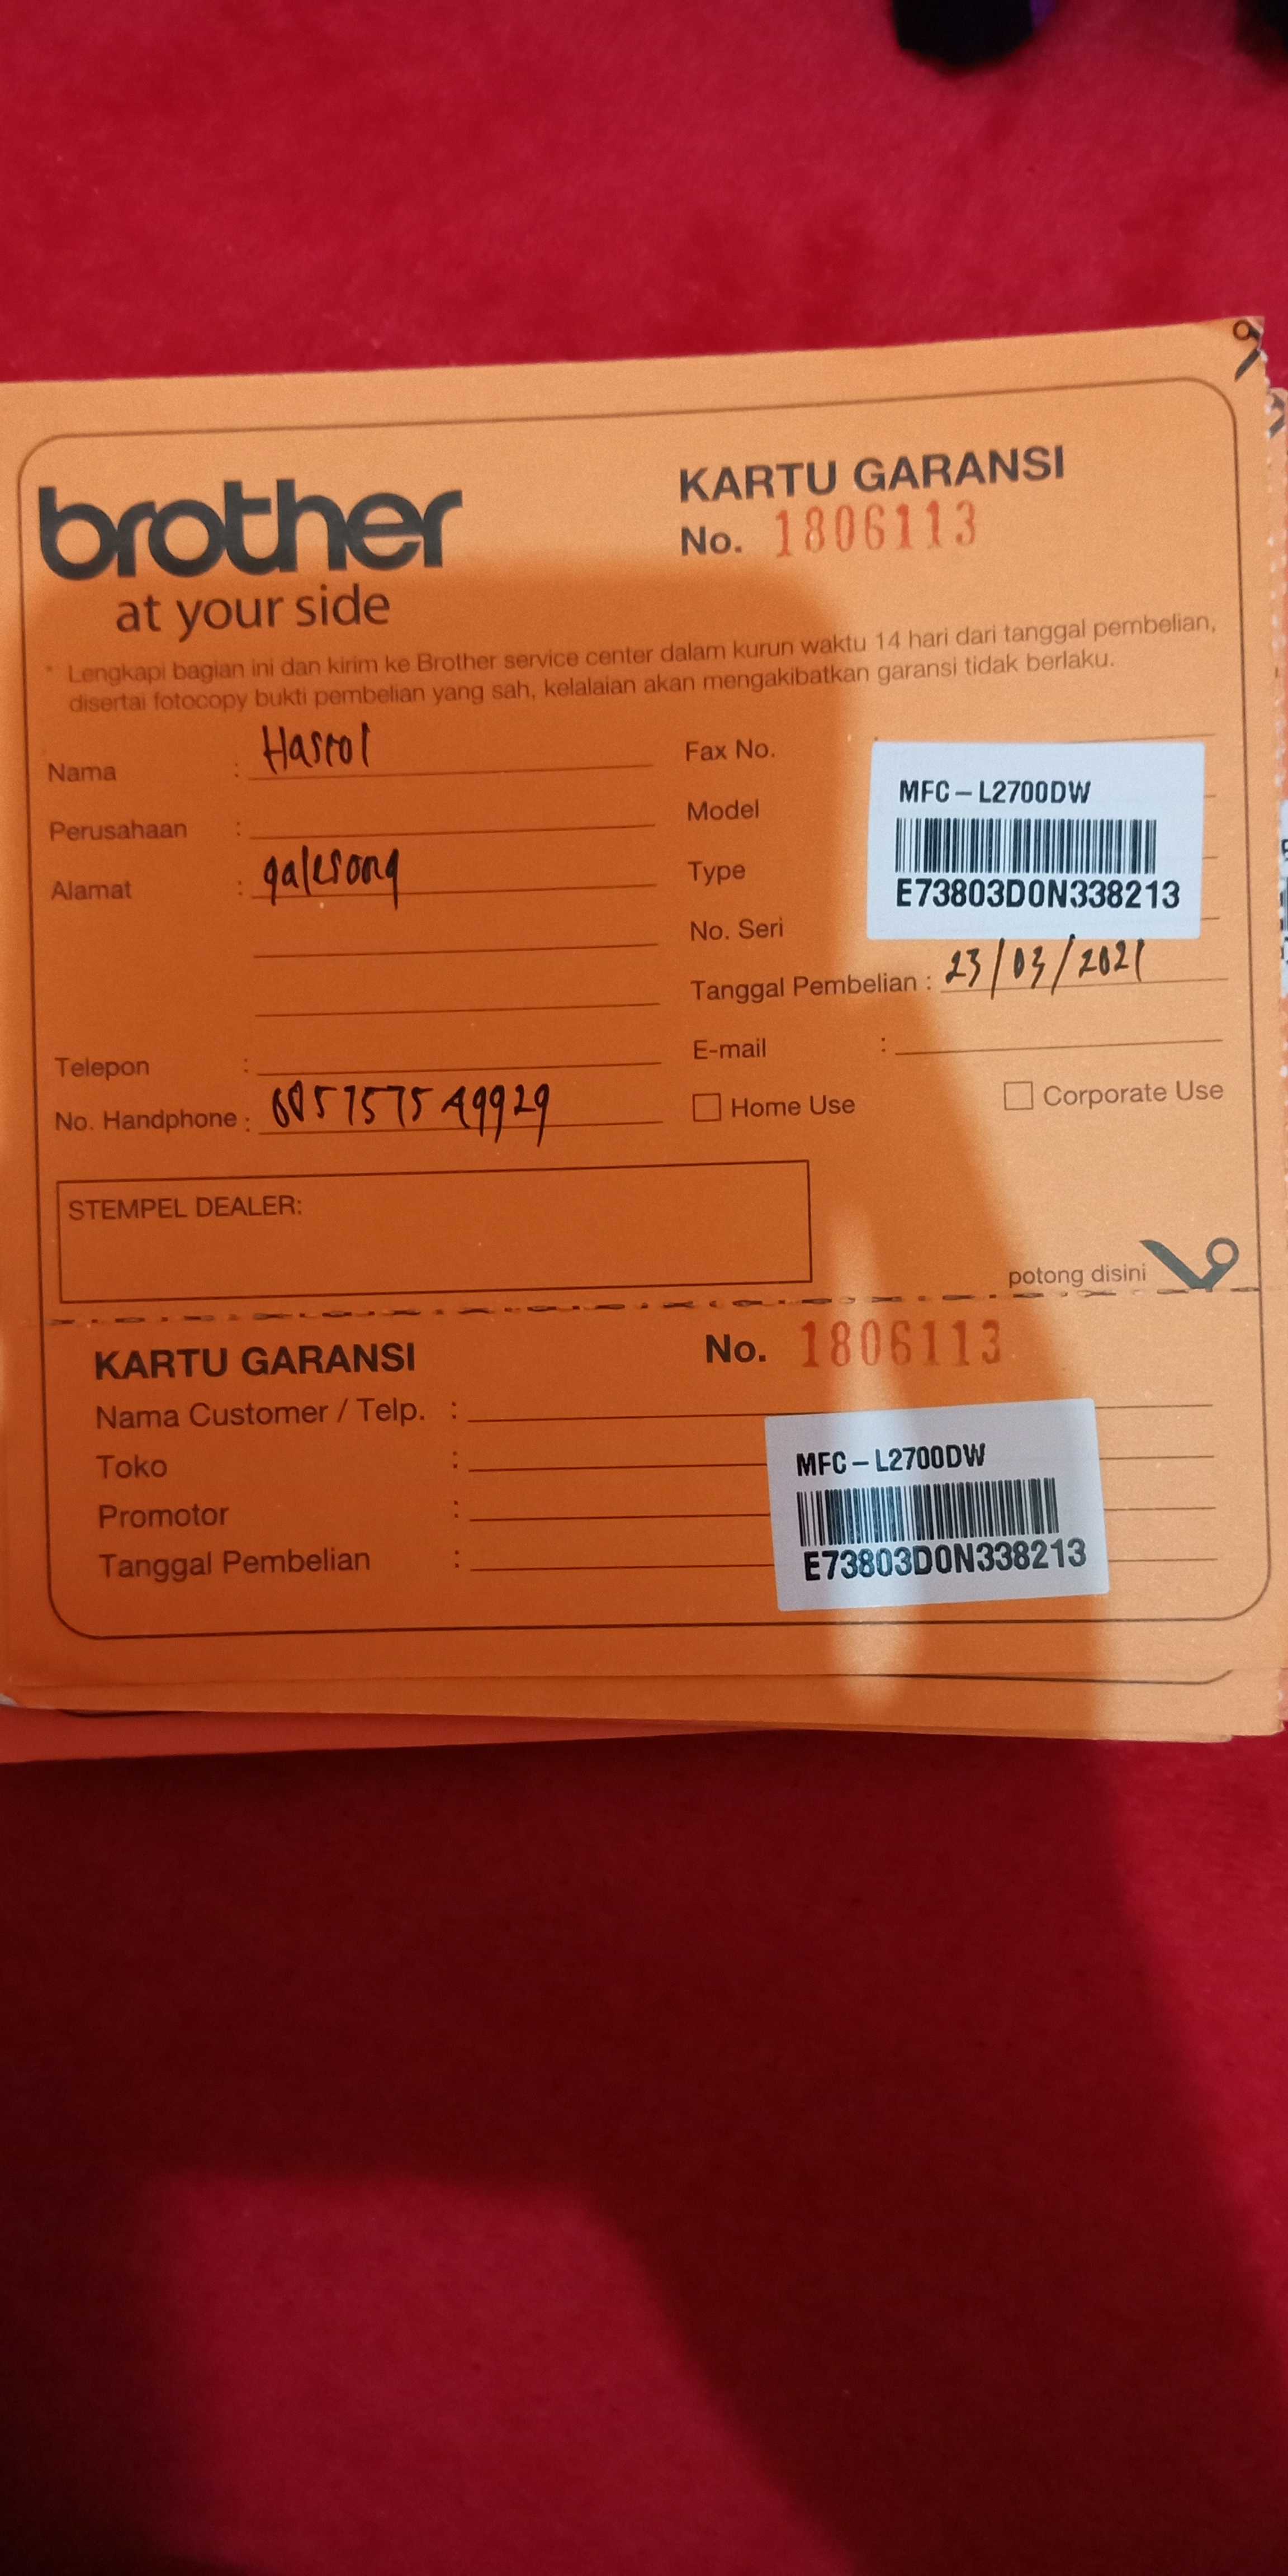 brother
at your side
KARTU GARANSI
No. 1806113
* Lengkapi bagian ini dan kirim ke Brother service center dalam kurun waktu 14 hari dari tanggal pembelian,
disertai fotocopy bukti pembelian yang sah, kelalaian akan mengakibatkan garansi tidak berlaku.
Nama : Hasrol
Perusahaan :
Alamat : galesong
Telepon :
No. Handphone :
Fax No. :
Model
Type
No. Seri
MFC-L2700DW
E73803D0N338213
Tanggal Pembelian : 23/03/2021
E-mail :
Home Use
Corporate Use
STEMPEL DEALER:
potong disini
KARTU GARANSI
No. 1806113
Nama Customer / Telp. :
Toko :
Promotor :
Tanggal Pembelian :
MFC-L2700DW
E73803D0N338213